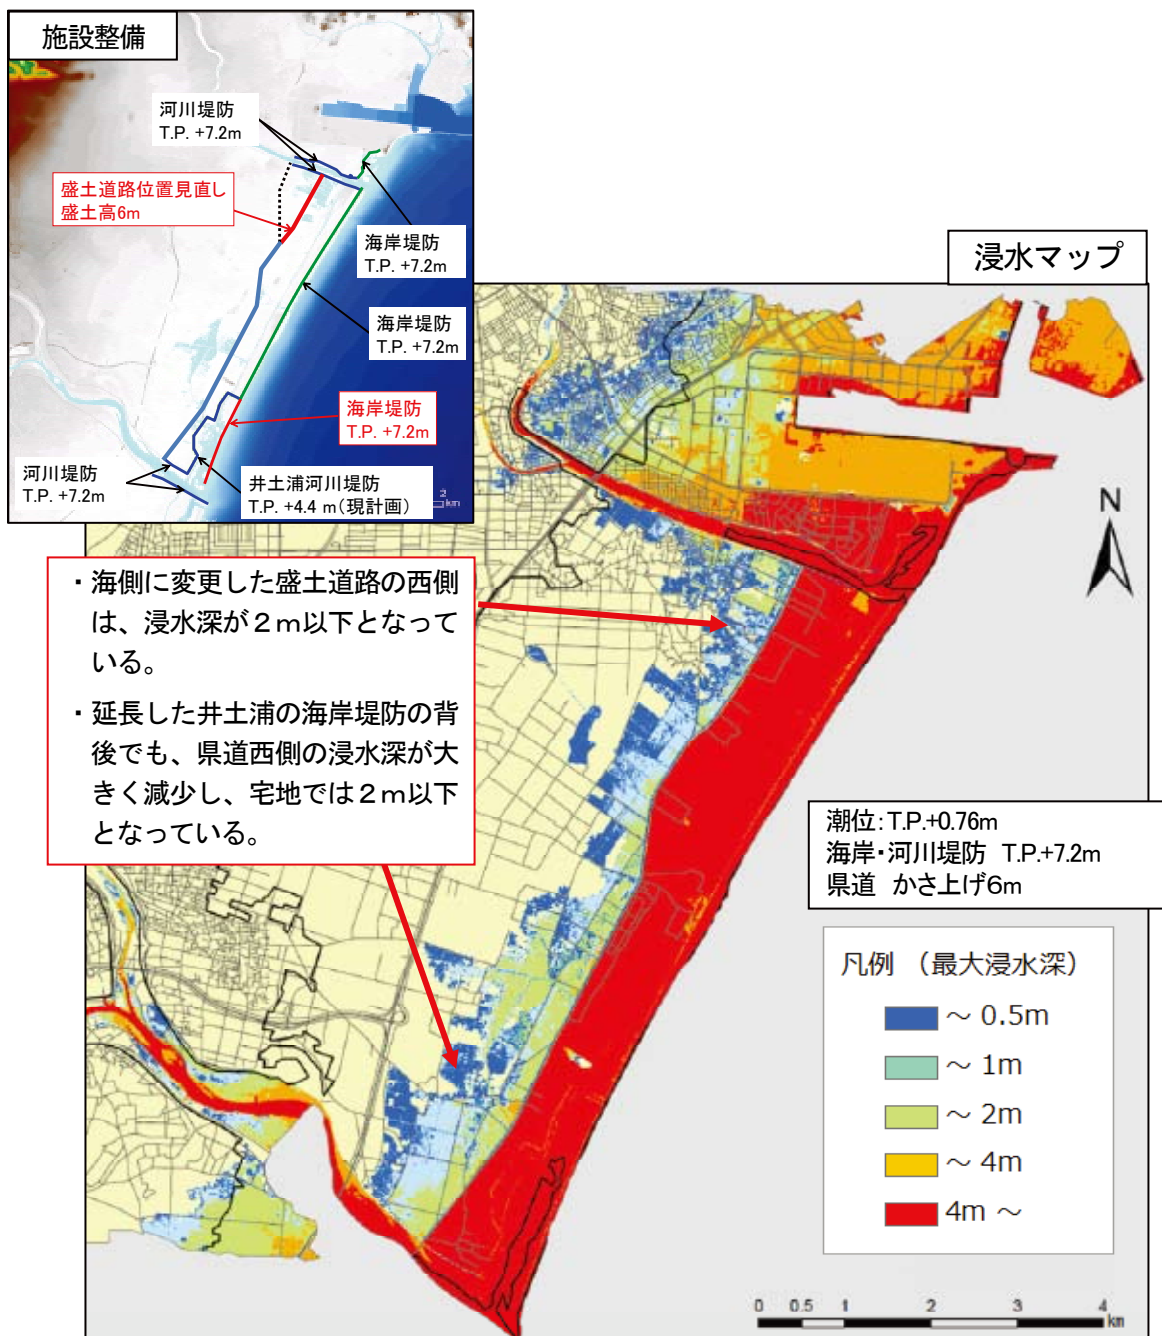 施設整備
河川堤防
T.P. +7.2m
盛土道路位置見直し
盛土高6m
海岸堤防
T.P. +7.2m
海岸堤防
T.P. +7.2m
海岸堤防
T.P. +7.2m
河川堤防
T.P. +7.2m
井土浦河川堤防
T.P. +4.4 m(現計画)
2
km
浸水マップ
N
・海側に変更した盛土道路の西側
は、浸水深が2m以下となって
いる。
・延長した井土浦の海岸堤防の背
後でも、県道西側の浸水深が大
きく減少し、宅地では2m以下
となっている。
潮位:T.P.+0.76m
海岸・河川堤防 T.P.+7.2m
県道 かさ上げ6m
凡例 (最大浸水深)
~ 0.5m
~ 1m
~ 2m
~ 4m
4m ~
0 0.5 1 2 3 4
km